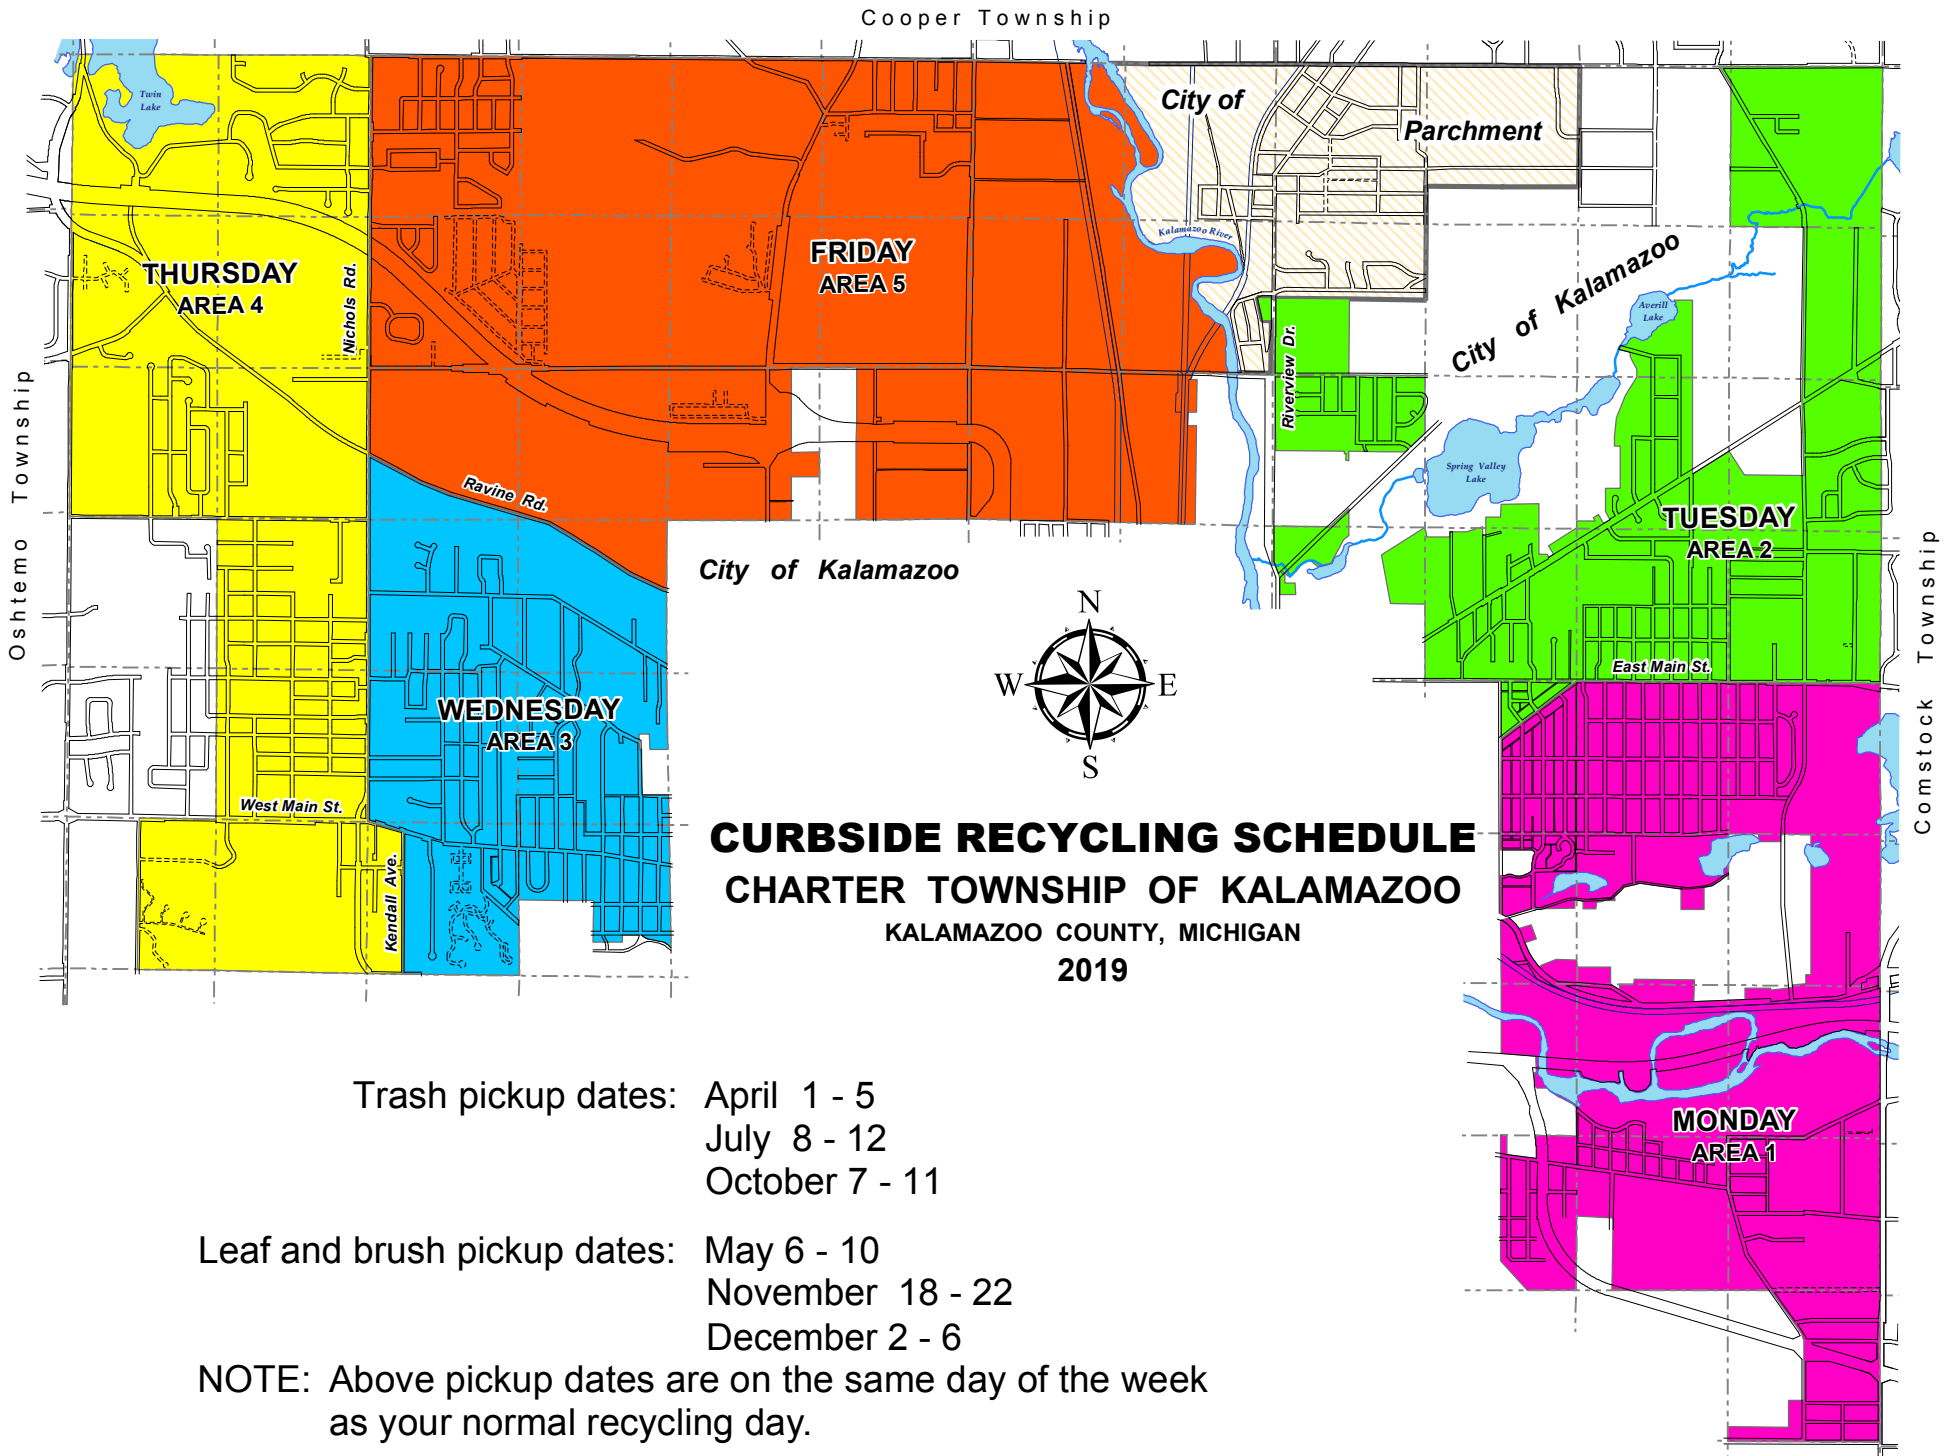 Cooper Township
Twin
Lake
City of
Parchment
Kalamazoo River
THURSDAY
AREA 4
Nichols Rd.
FRIDAY
AREA 5
City of Kalamazoo
Averill
Lake
Riverview Dr.
Oshtemo Township
Ravine Rd.
Spring Valley
Lake
TUESDAY
AREA 2
City of Kalamazoo
Comstock Township
N
W
E
S
East Main St.
WEDNESDAY
AREA 3
West Main St.
Kendall Ave.
CURBSIDE RECYCLING SCHEDULE
CHARTER TOWNSHIP OF KALAMAZOO
KALAMAZOO COUNTY, MICHIGAN
2019
MONDAY
AREA 1
Trash pickup dates: April 1 - 5
July 8 - 12
October 7 - 11
Leaf and brush pickup dates: May 6 - 10
November 18 - 22
December 2 - 6
NOTE: Above pickup dates are on the same day of the week
as your normal recycling day.